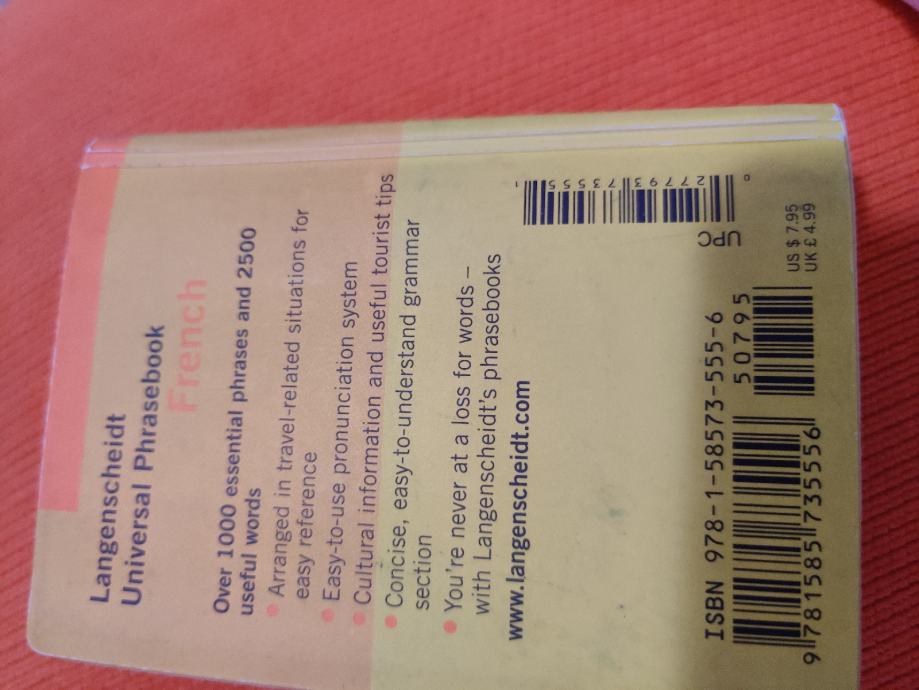 Langenscheidt
Universal Phrasebook
French
Over 1000 essential phrases and 2500
useful words
• Arranged in travel-related situations for
easy reference
• Easy-to-use pronunciation system
• Cultural information and useful tourist tips
• Concise, easy-to-understand grammar
section
• You're never at a loss for words –
with Langenscheidt's phrasebooks
www.langenscheidt.com
ISBN 978-1-58573-555-6
50795
9 781585 735556
US $ 7.95
UK £ 4.99
UPC
0 27793 73555 1